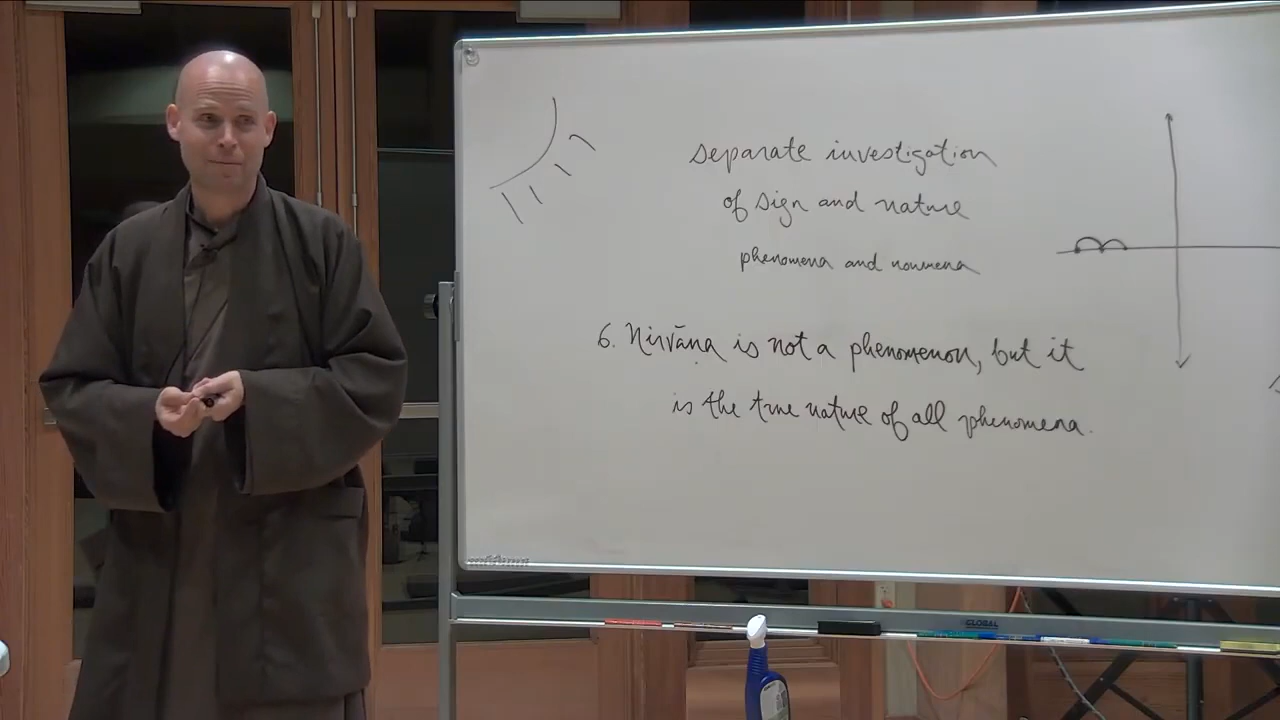 separate investigation
of sign and nature
phenomena and noumena
6. Nirvāna is not a phenomenon, but it
is the true nature of all phenomena.
GLOBAL